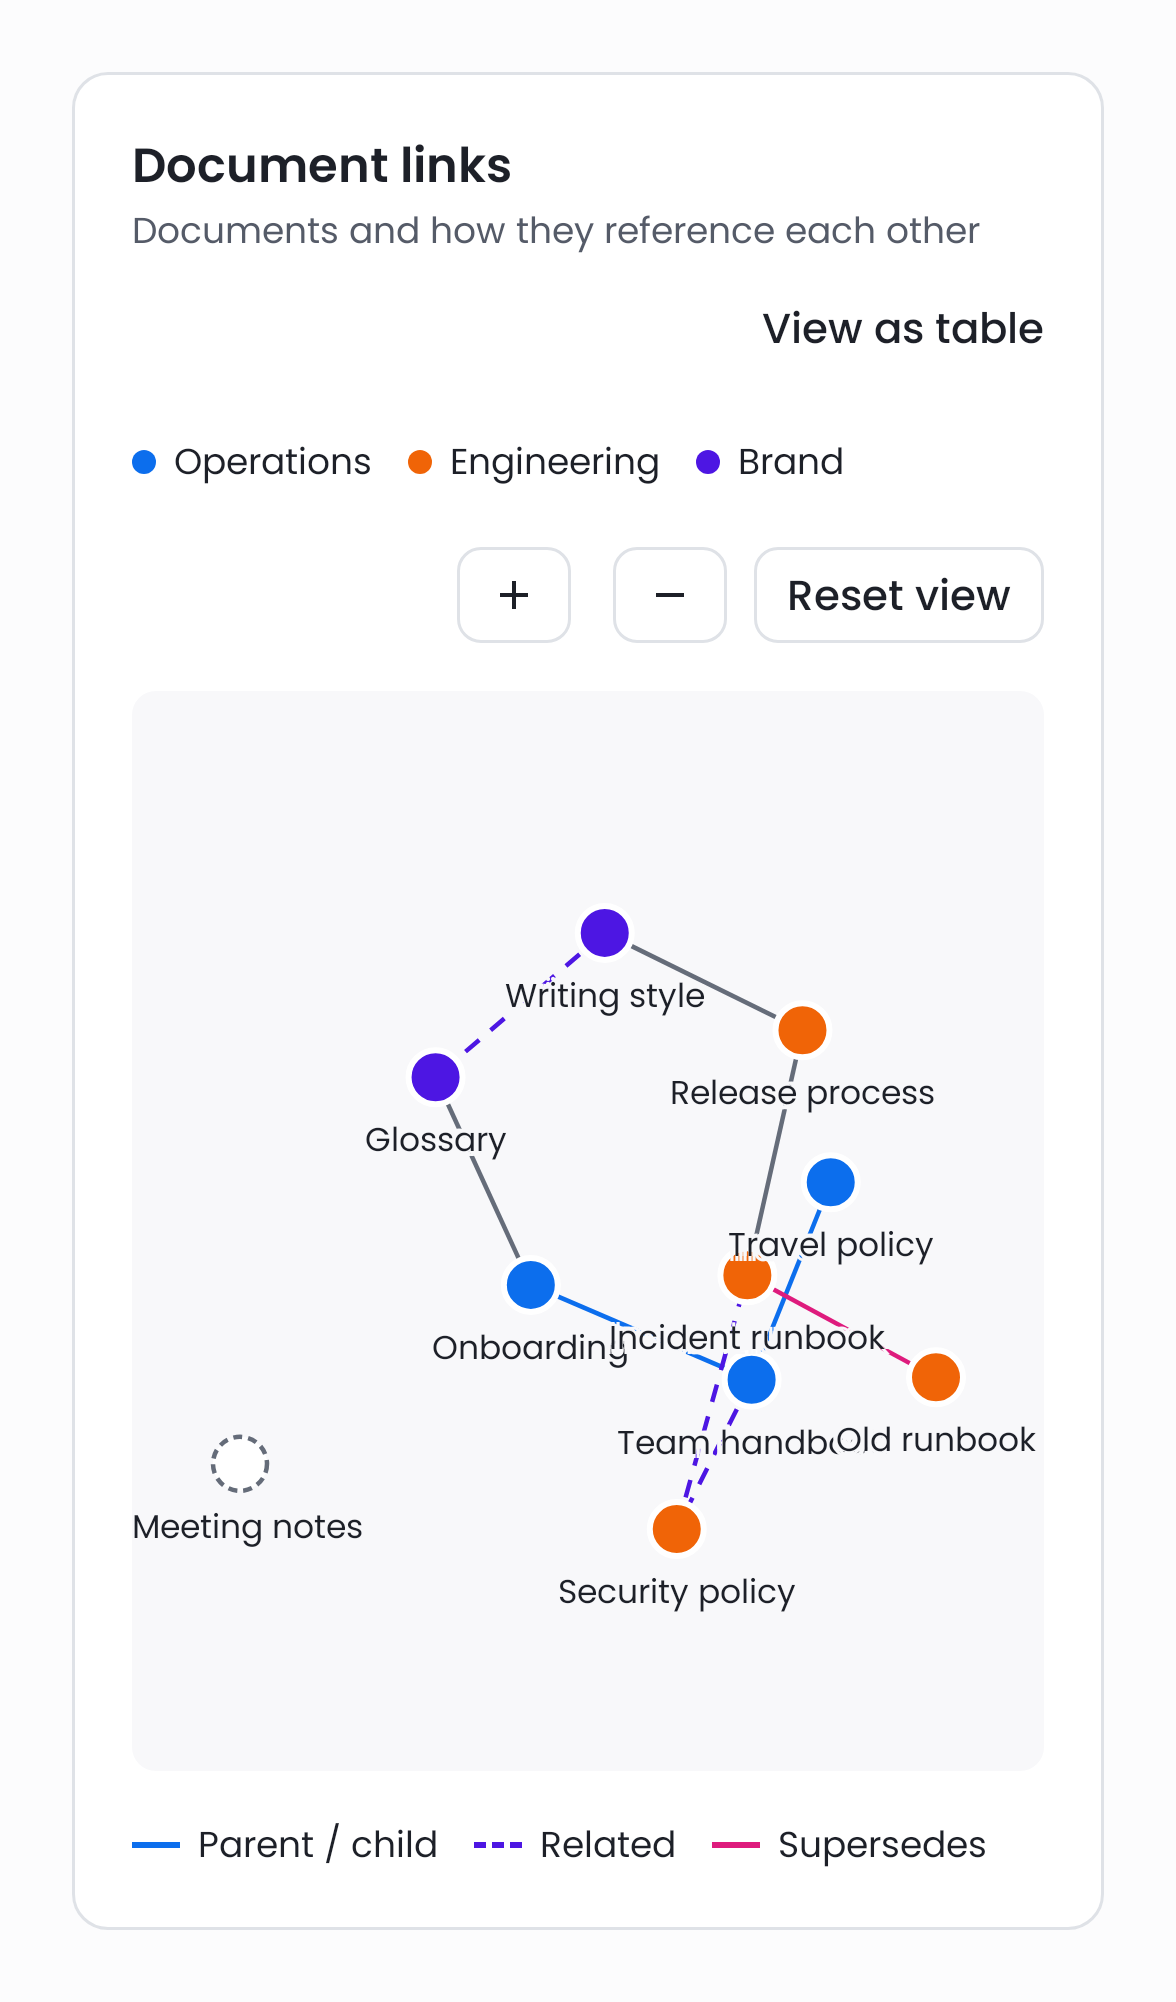 Document links
Documents and how they reference each other
View as table
Operations
Engineering
Brand
+
−
Reset view
Writing style
Release process
Glossary
Travel policy
Incident runbook
Onboarding
Team
Old runbook
Meeting notes
Security policy
Parent / child
Related
Supersedes